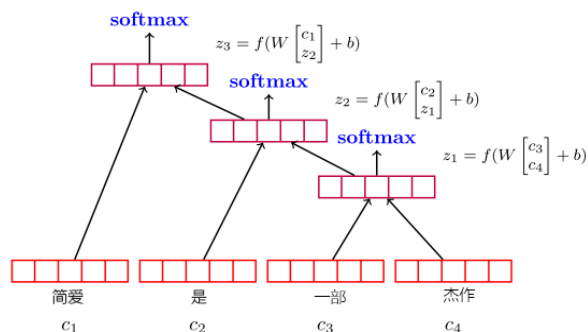 softmax
z₃ = f(W [c₁ z₂] + b)
softmax
z₂ = f(W [c₂ z₁] + b)
softmax
z₁ = f(W [c₃ c₄] + b)
简爱 是 一部 杰作
c₁ c₂ c₃ c₄